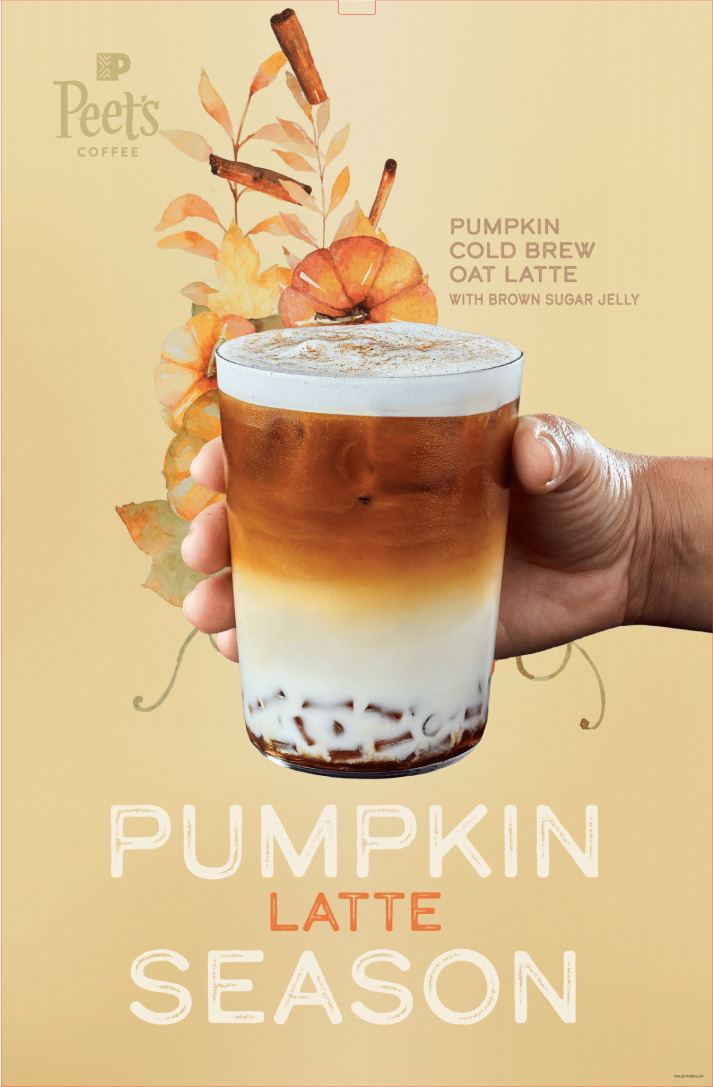 Peet's
COFFEE
PUMPKIN
COLD BREW
OAT LATTE
WITH BROWN SUGAR JELLY
PUMPKIN
LATTE
SEASON